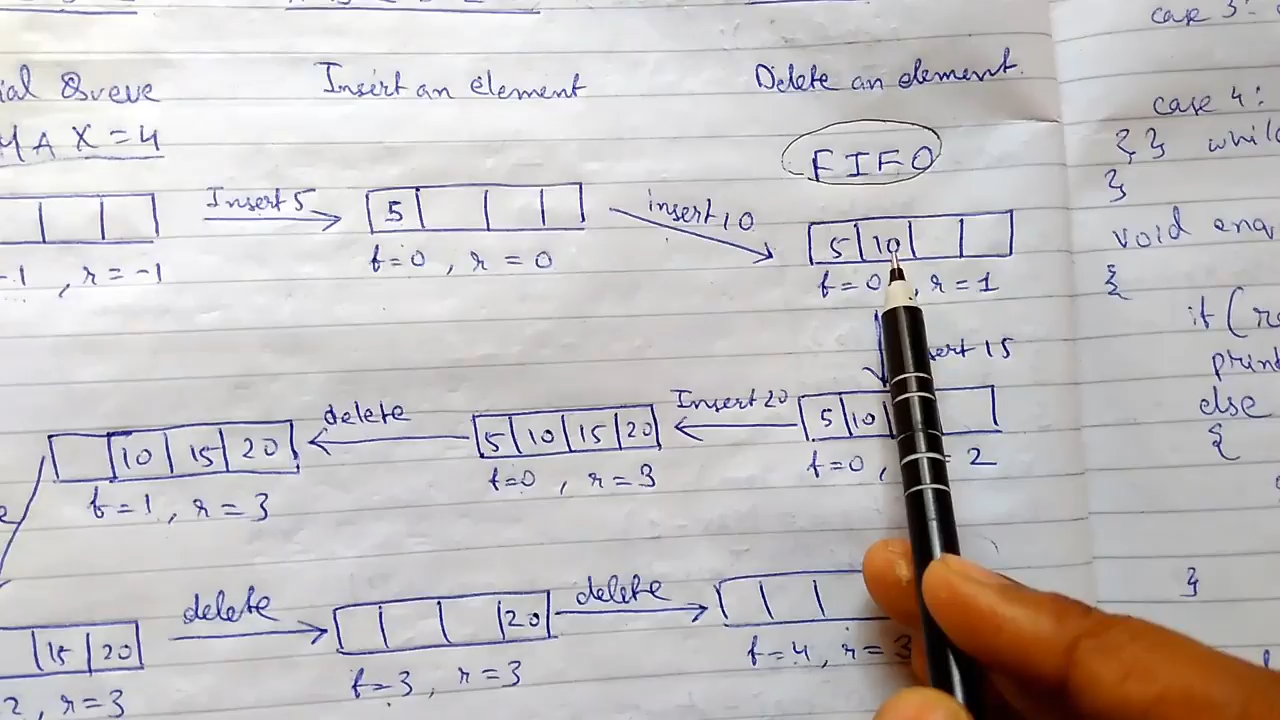 case 3:
Queue Insert an element Delete an element.
MAX = 4
case 4:
FIFO
}} while
}
Insert 5 5 insert 10 5 10
void enq
-1, r = -1 f = 0, r = 0 f = 0, r = 1
{
if (re
15
print
delete Insert 20
else
10 15 20 5 10 15 20 5 10
{
f = 1, r = 3 f = 0, r = 3 f = 0, = 2
}
delete delete
15 20 20
2, r = 3 f = 3, r = 3 f = 4, r = 3